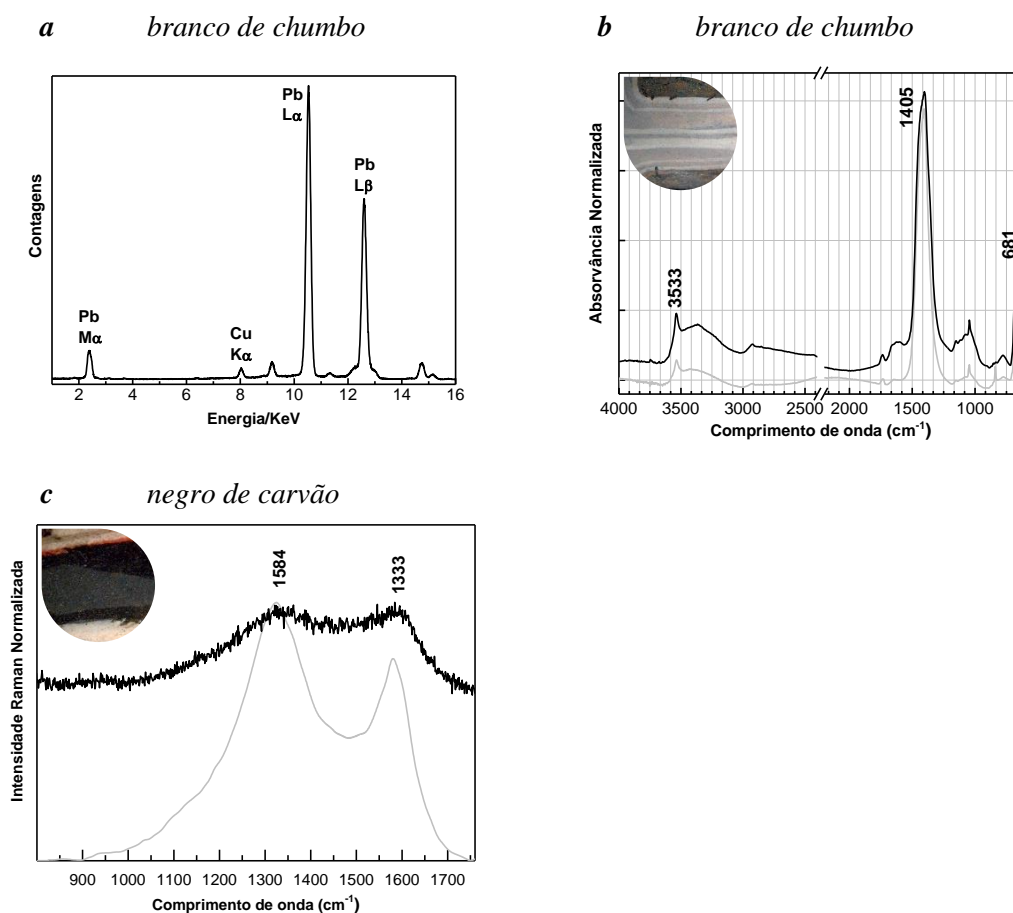 a branco de chumbo
b branco de chumbo
Pb
Lα
Pb
Lβ
Pb
Mα
Cu
Kα
Contagens
2 4 6 8 10 12 14 16
Energia/KeV
1405
681
3533
Absorvância Normalizada
4000 3500 3000 2500 2000 1500 1000
Comprimento de onda (cm⁻¹)
c negro de carvão
1584
1333
Intensidade Raman Normalizada
900 1000 1100 1200 1300 1400 1500 1600 1700
Comprimento de onda (cm⁻¹)